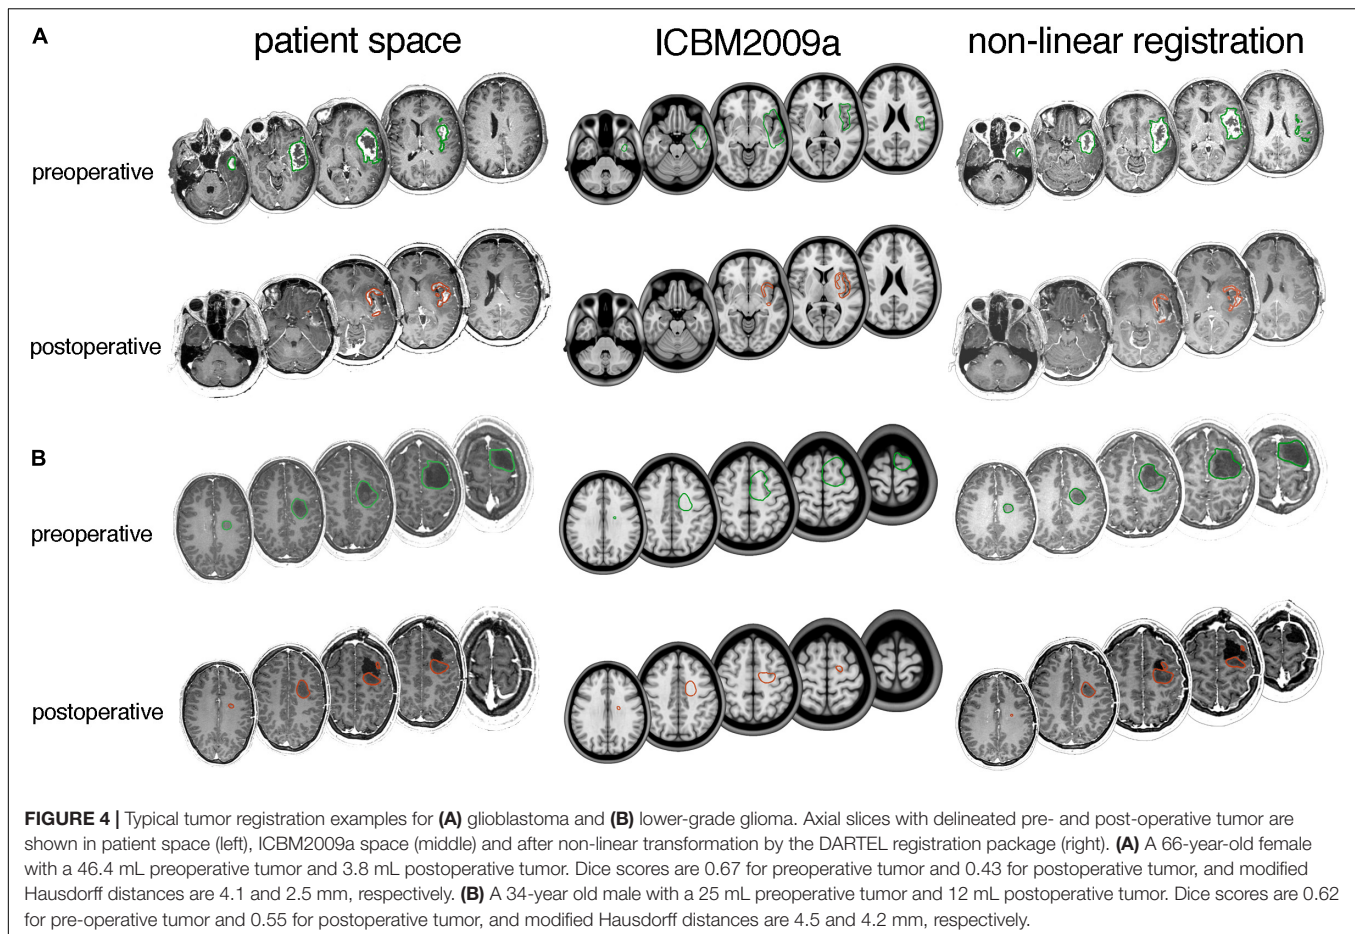 A
patient space ICBM2009a non-linear registration
preoperative
postoperative
B
preoperative
postoperative
FIGURE 4 | Typical tumor registration examples for (A) glioblastoma and (B) lower-grade glioma. Axial slices with delineated pre- and post-operative tumor are
shown in patient space (left), ICBM2009a space (middle) and after non-linear transformation by the DARTEL registration package (right). (A) A 66-year-old female
with a 46.4 mL preoperative tumor and 3.8 mL postoperative tumor. Dice scores are 0.67 for preoperative tumor and 0.43 for postoperative tumor, and modified
Hausdorff distances are 4.1 and 2.5 mm, respectively. (B) A 34-year old male with a 25 mL preoperative tumor and 12 mL postoperative tumor. Dice scores are 0.62
for pre-operative tumor and 0.55 for postoperative tumor, and modified Hausdorff distances are 4.5 and 4.2 mm, respectively.